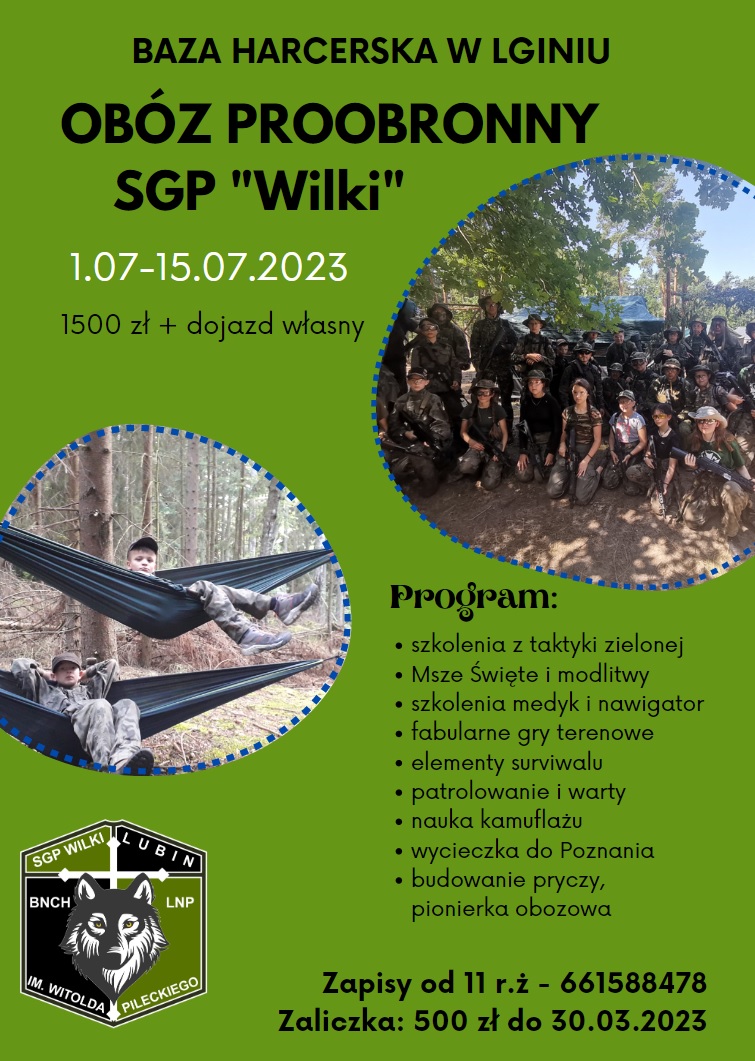 BAZA HARCERSKA W LGINIU
OBÓZ PROOBRONNY
SGP "Wilki"
1.07-15.07.2023
1500 zł + dojazd własny
Program:
• szkolenia z taktyki zielonej
• Msze Święte i modlitwy
• szkolenia medyk i nawigator
• fabularne gry terenowe
• elementy surviwalu
• patrolowanie i warty
• nauka kamuflażu
• wycieczka do Poznania
• budowanie pryczy,
pionierka obozowa
SGP WILKI LUBIN
BNCH LNP
IM. WITOLDA PILECKIEGO
Zapisy od 11 r.ż - 661588478
Zaliczka: 500 zł do 30.03.2023